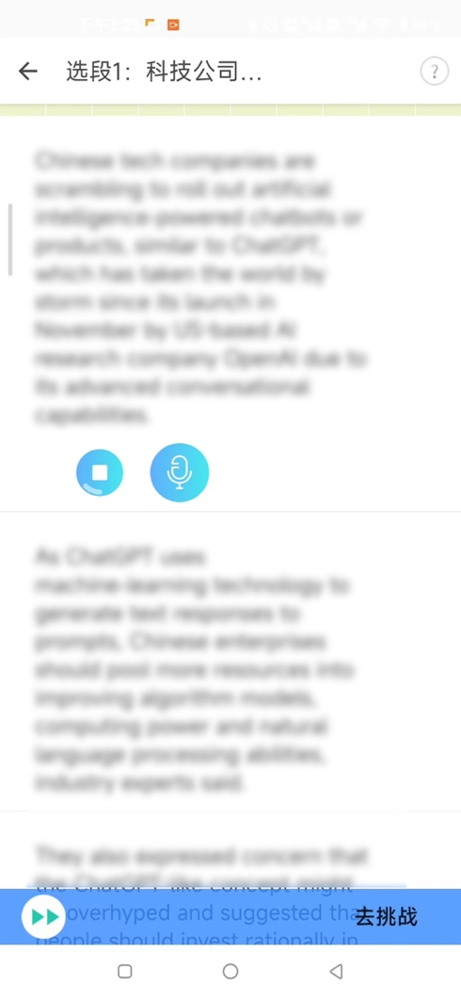 选段1：科技公司...
?
Chinese tech companies are
scrambling to roll out artificial
intelligence-powered chatbots or
products, similar to ChatGPT,
which has taken the world by
storm since its launch in
November by US-based AI
research company OpenAI due to
its advanced conversational
capabilities.
As ChatGPT uses
machine-learning technology to
generate text responses to
prompts, Chinese enterprises
should pool more resources into
improving algorithm models,
computing power and natural
language processing abilities,
industry experts said.
They also expressed concern that
the ChatGPT-like concept might
overhyped and suggested tha
去挑战
people should invest rationally in